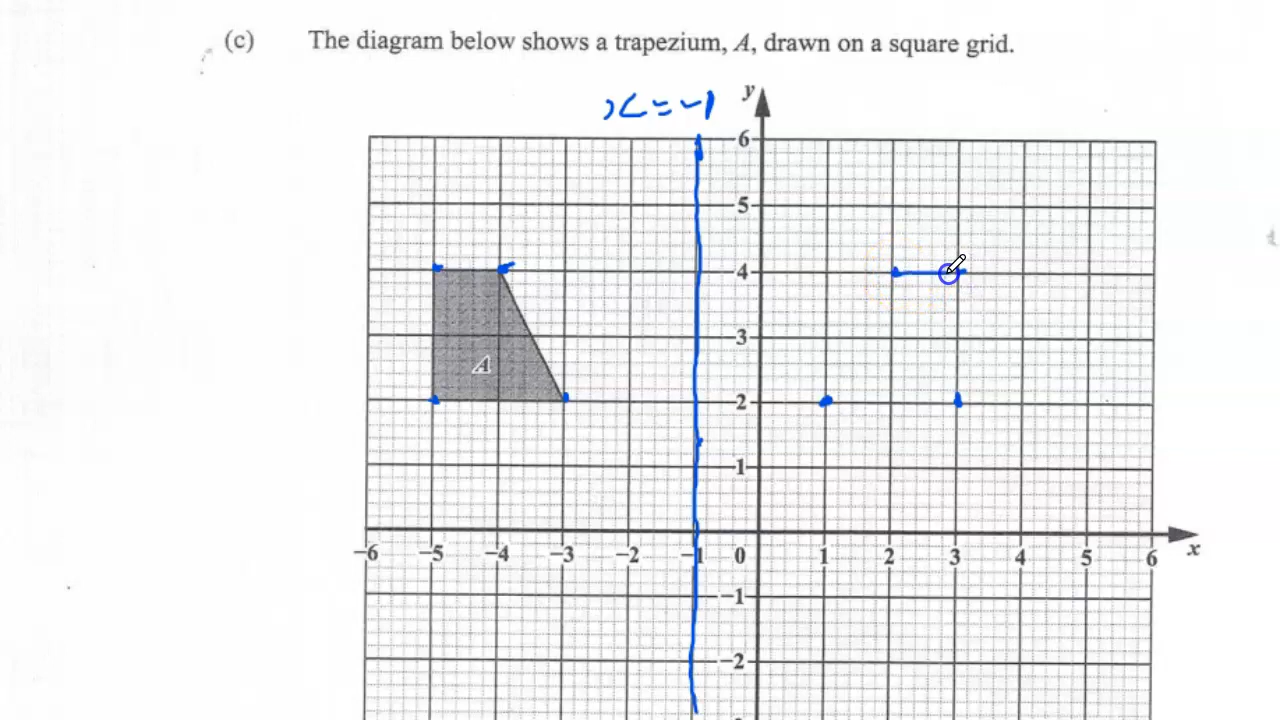 (c) The diagram below shows a trapezium, A, drawn on a square grid.
x=-1
y
6
5
4
3
A
2
1
-6 -5 -4 -3 -2 -1 0 1 2 3 4 5 6 x
-1
-2